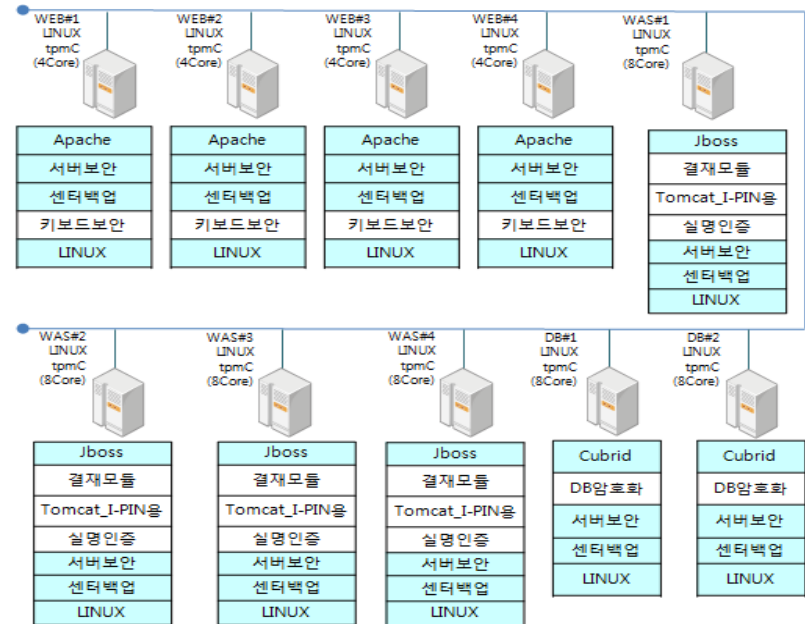 WEB#1
LINUX
tpmC
(4Core)
WEB#2
LINUX
tpmC
(4Core)
WEB#3
LINUX
tpmC
(4Core)
WEB#4
LINUX
tpmC
(4Core)
WAS#1
LINUX
tpmC
(8Core)
Apache
서버보안
센터백업
키보드보안
LINUX
Apache
서버보안
센터백업
키보드보안
LINUX
Apache
서버보안
센터백업
키보드보안
LINUX
Apache
서버보안
센터백업
키보드보안
LINUX
Jboss
결재모듈
Tomcat_I-PIN용
실명인증
서버보안
센터백업
LINUX
WAS#2
LINUX
tpmC
(8Core)
WAS#3
LINUX
tpmC
(8Core)
WAS#4
LINUX
tpmC
(8Core)
DB#1
LINUX
tpmC
(8Core)
DB#2
LINUX
tpmC
(8Core)
Jboss
결재모듈
Tomcat_I-PIN용
실명인증
서버보안
센터백업
LINUX
Jboss
결재모듈
Tomcat_I-PIN용
실명인증
서버보안
센터백업
LINUX
Jboss
결재모듈
Tomcat_I-PIN용
실명인증
서버보안
센터백업
LINUX
Cubrid
DB암호화
서버보안
센터백업
LINUX
Cubrid
DB암호화
서버보안
센터백업
LINUX